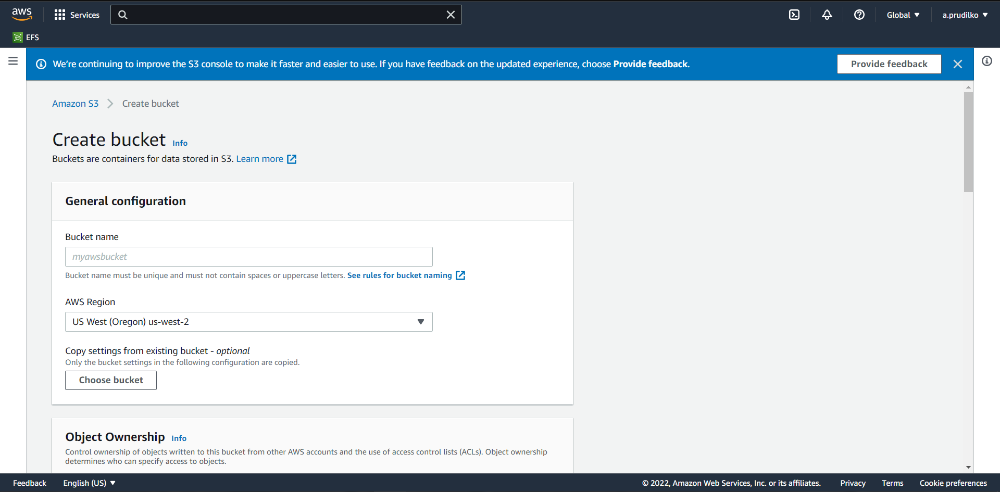 aws
Services
Global
a.prudilko
EFS
We’re continuing to improve the S3 console to make it faster and easier to use. If you have feedback on the updated experience, choose Provide feedback.
Provide feedback
Amazon S3
Create bucket
Create bucket Info
Buckets are containers for data stored in S3. Learn more
General configuration
Bucket name
myawsbucket
Bucket name must be unique and must not contain spaces or uppercase letters. See rules for bucket naming
AWS Region
US West (Oregon) us-west-2
Copy settings from existing bucket - optional
Only the bucket settings in the following configuration are copied.
Choose bucket
Object Ownership Info
Control ownership of objects written to this bucket from other AWS accounts and the use of access control lists (ACLs). Object ownership
determines who can specify access to objects.
Feedback
English (US)
© 2022, Amazon Web Services, Inc. or its affiliates.
Privacy
Terms
Cookie preferences